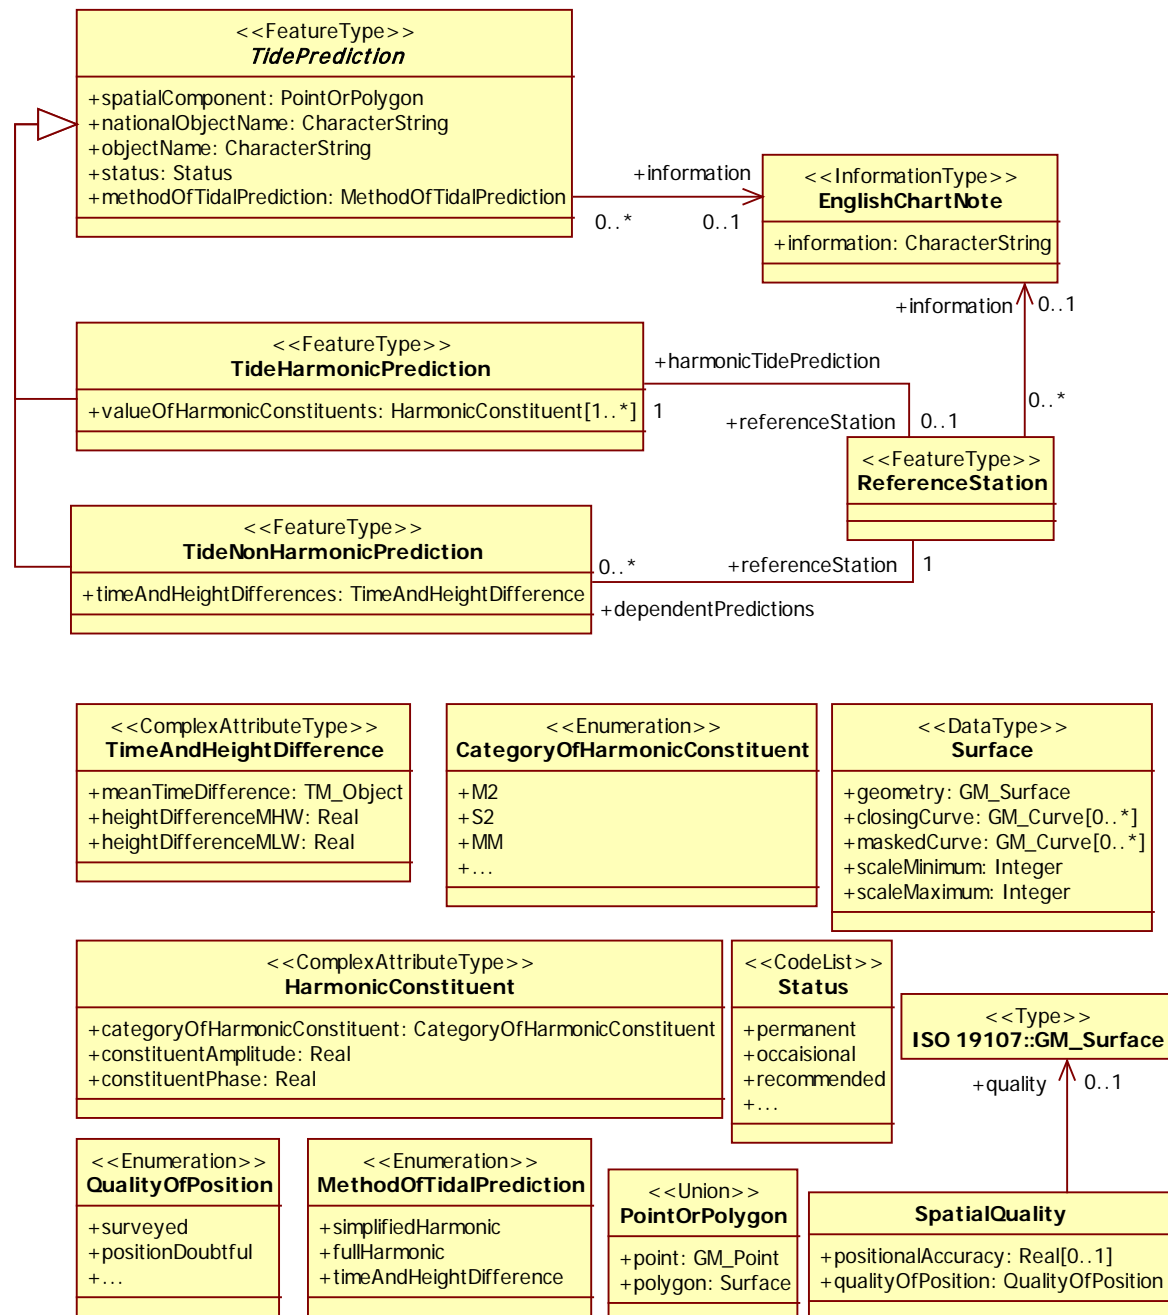 <<FeatureType>>
TidePrediction
+spatialComponent: PointOrPolygon
+nationalObjectName: CharacterString
+objectName: CharacterString
+status: Status
+methodOfTidalPrediction: MethodOfTidalPrediction
+information
0..*
0..1
<<InformationType>>
EnglishChartNote
+information: CharacterString
+information
0..1
0..*
<<FeatureType>>
TideHarmonicPrediction
+valueOfHarmonicConstituents: HarmonicConstituent[1..*]
+harmonicTidePrediction
1
+referenceStation
0..1
<<FeatureType>>
ReferenceStation
<<FeatureType>>
TideNonHarmonicPrediction
+timeAndHeightDifferences: TimeAndHeightDifference
0..*
+referenceStation
1
+dependentPredictions
<<ComplexAttributeType>>
TimeAndHeightDifference
+meanTimeDifference: TM_Object
+heightDifferenceMHW: Real
+heightDifferenceMLW: Real
<<Enumeration>>
CategoryOfHarmonicConstituent
+M2
+S2
+MM
+...
<<DataType>>
Surface
+geometry: GM_Surface
+closingCurve: GM_Curve[0..*]
+maskedCurve: GM_Curve[0..*]
+scaleMinimum: Integer
+scaleMaximum: Integer
<<ComplexAttributeType>>
HarmonicConstituent
+categoryOfHarmonicConstituent: CategoryOfHarmonicConstituent
+constituentAmplitude: Real
+constituentPhase: Real
<<CodeList>>
Status
+permanent
+occaisional
+recommended
+...
<<Type>>
ISO 19107::GM_Surface
+quality
0..1
<<Enumeration>>
QualityOfPosition
+surveyed
+positionDoubtful
+...
<<Enumeration>>
MethodOfTidalPrediction
+simplifiedHarmonic
+fullHarmonic
+timeAndHeightDifference
<<Union>>
PointOrPolygon
+point: GM_Point
+polygon: Surface
SpatialQuality
+positionalAccuracy: Real[0..1]
+qualityOfPosition: QualityOfPosition